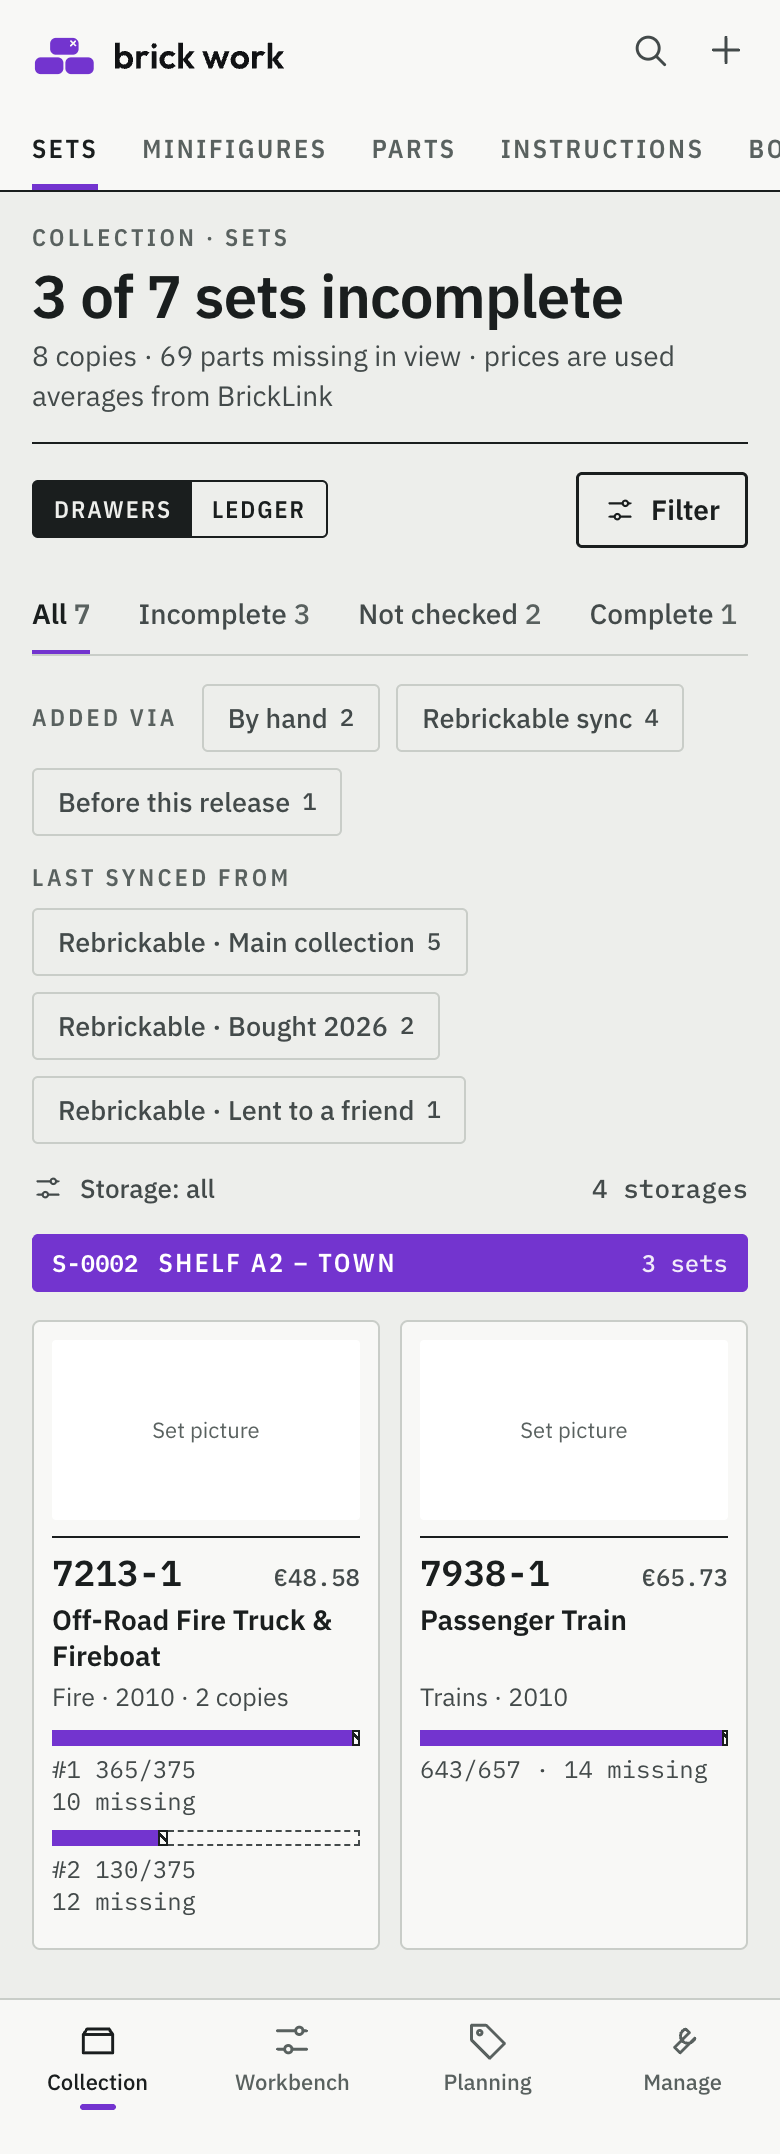 brick work
SETS MINIFIGURES PARTS INSTRUCTIONS BO
COLLECTION · SETS
3 of 7 sets incomplete
8 copies · 69 parts missing in view · prices are used
averages from BrickLink
DRAWERS LEDGER Filter
All 7 Incomplete 3 Not checked 2 Complete 1
ADDED VIA By hand 2 Rebrickable sync 4
Before this release 1
LAST SYNCED FROM
Rebrickable · Main collection 5
Rebrickable · Bought 2026 2
Rebrickable · Lent to a friend 1
Storage: all 4 storages
S-0002 SHELF A2 – TOWN 3 sets
Set picture Set picture
7213-1 €48.58 7938-1 €65.73
Off-Road Fire Truck & Passenger Train
Fireboat
Fire · 2010 · 2 copies Trains · 2010
#1 365/375 643/657 · 14 missing
10 missing
#2 130/375
12 missing
Collection Workbench Planning Manage